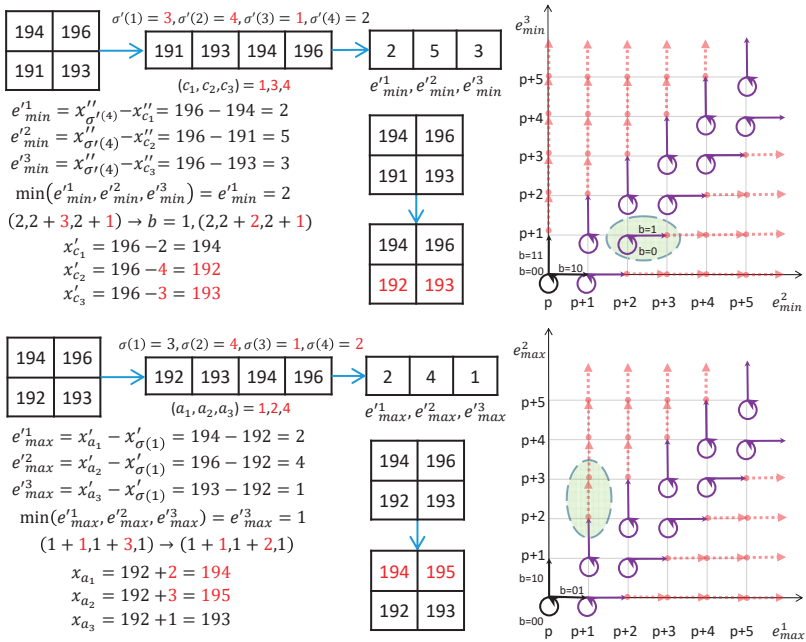 σ′(1) = 3, σ′(2) = 4, σ′(3) = 1, σ′(4) = 2
194 196
191 193
191 193 194 196
2 5 3
(c₁, c₂, c₃) = 1,3,4
e′¹min, e′²min, e′³min
e′¹min = x″σ′(4) − x″c₁ = 196 − 194 = 2
e′²min = x″σ′(4) − x″c₂ = 196 − 191 = 5
e′³min = x″σ′(4) − x″c₃ = 196 − 193 = 3
min(e′¹min, e′²min, e′³min) = e′¹min = 2
(2,2 + 3,2 + 1) → b = 1, (2,2 + 2,2 + 1)
x′c₁ = 196 − 2 = 194
x′c₂ = 196 − 4 = 192
x′c₃ = 196 − 3 = 193
194 196
191 193
194 196
192 193
e³min
p+5
p+4
p+3
p+2
p+1
b=1
b=0
b=11
b=00
b=10
p p+1 p+2 p+3 p+4 p+5
e²min
σ(1) = 3, σ(2) = 4, σ(3) = 1, σ(4) = 2
194 196
192 193
192 193 194 196
2 4 1
(a₁, a₂, a₃) = 1,2,4
e′¹max, e′²max, e′³max
e′¹max = x′a₁ − x′σ(1) = 194 − 192 = 2
e′²max = x′a₂ − x′σ(1) = 196 − 192 = 4
e′³max = x′a₃ − x′σ(1) = 193 − 192 = 1
min(e′¹max, e′²max, e′³max) = e′³max = 1
(1 + 1,1 + 3,1) → (1 + 1,1 + 2,1)
xa₁ = 192 + 2 = 194
xa₂ = 192 + 3 = 195
xa₃ = 192 + 1 = 193
194 196
192 193
194 195
192 193
e²max
p+5
p+4
p+3
p+2
p+1
b=10
b=01
b=00
p p+1 p+2 p+3 p+4 p+5
e¹max